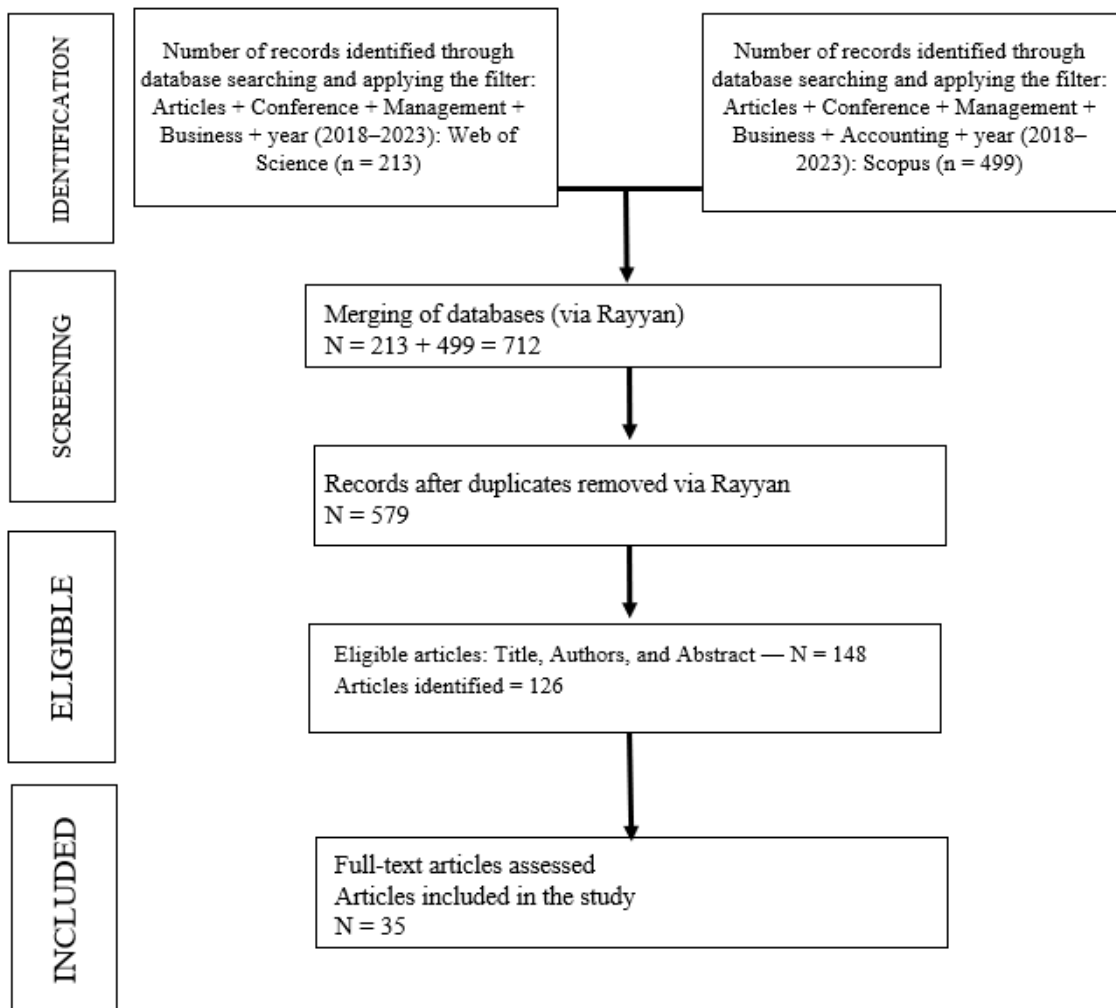 IDENTIFICATION
Number of records identified through
database searching and applying the filter:
Articles + Conference + Management +
Business + year (2018–2023): Web of
Science (n = 213)
Number of records identified through
database searching and applying the filter:
Articles + Conference + Management +
Business + Accounting + year (2018–
2023): Scopus (n = 499)
SCREENING
Merging of databases (via Rayyan)
N = 213 + 499 = 712
Records after duplicates removed via Rayyan
N = 579
ELIGIBLE
Eligible articles: Title, Authors, and Abstract — N = 148
Articles identified = 126
INCLUDED
Full-text articles assessed
Articles included in the study
N = 35